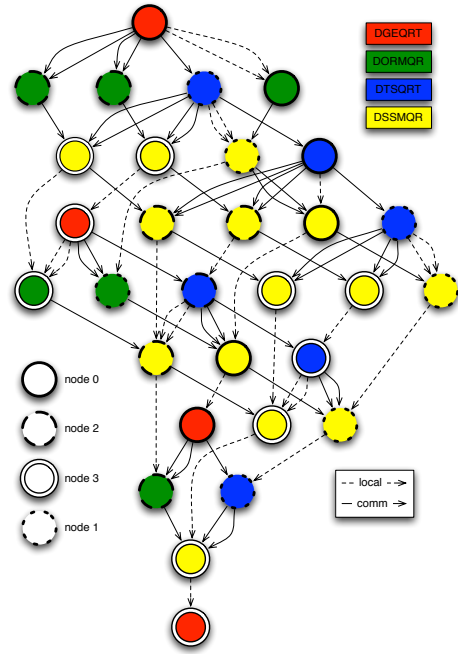 DGEQRT
DORMQR
DTSQRT
DSSMQR
node 0
node 2
node 3
node 1
local
comm